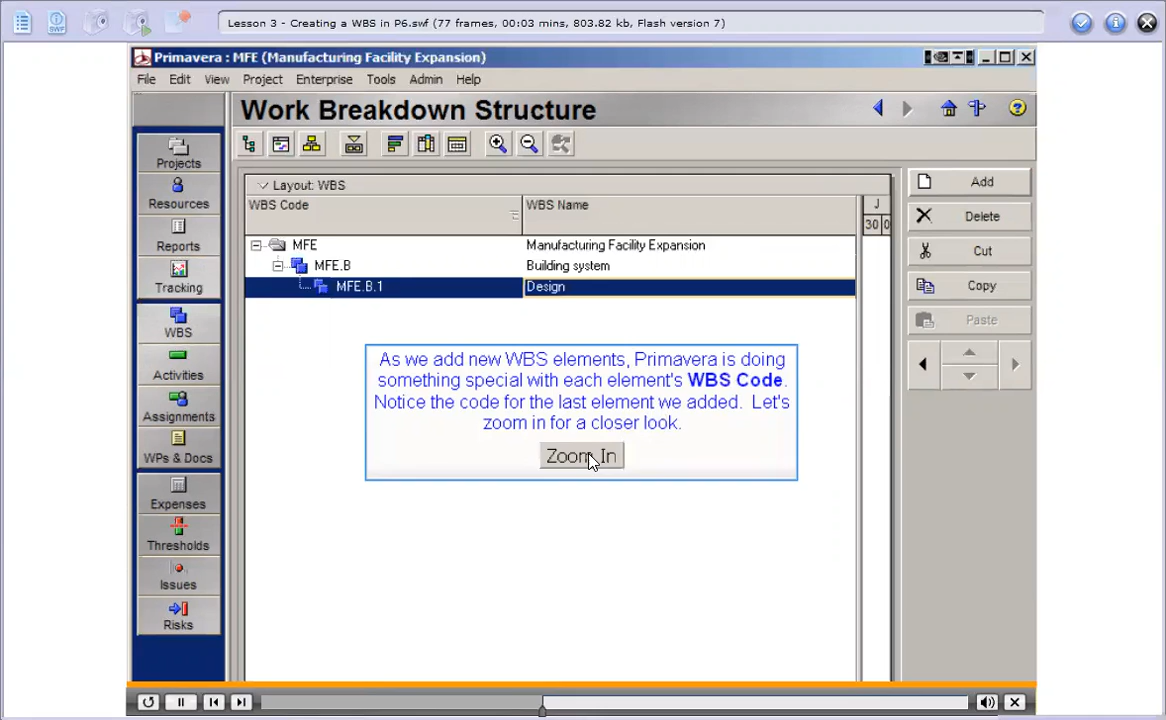 Lesson 3 - Creating a WBS in P6.swf (77 frames, 00:03 mins, 803.82 kb, Flash version 7)
Primavera : MFE (Manufacturing Facility Expansion)
File Edit View Project Enterprise Tools Admin Help
Work Breakdown Structure
Projects
Resources
Reports
Tracking
WBS
Activities
Assignments
WPs & Docs
Expenses
Thresholds
Issues
Risks
Layout: WBS
WBS Code WBS Name J
30 0
MFE Manufacturing Facility Expansion
MFE.B Building system
MFE.B.1 Design
As we add new WBS elements, Primavera is doing
something special with each element's WBS Code.
Notice the code for the last element we added. Let's
zoom in for a closer look.
Zoom In
Add
Delete
Cut
Copy
Paste